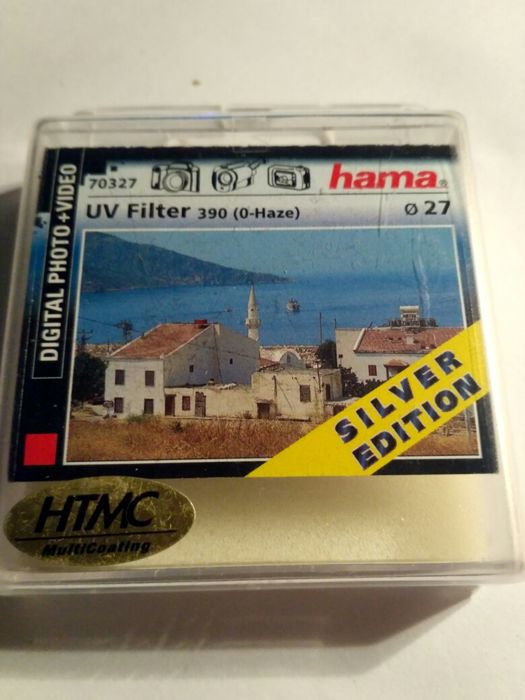 70327
hama®
UV Filter 390 (0-Haze)
ø 27
DIGITAL PHOTO+VIDEO
SILVER
EDITION
HTMC
MultiCoating